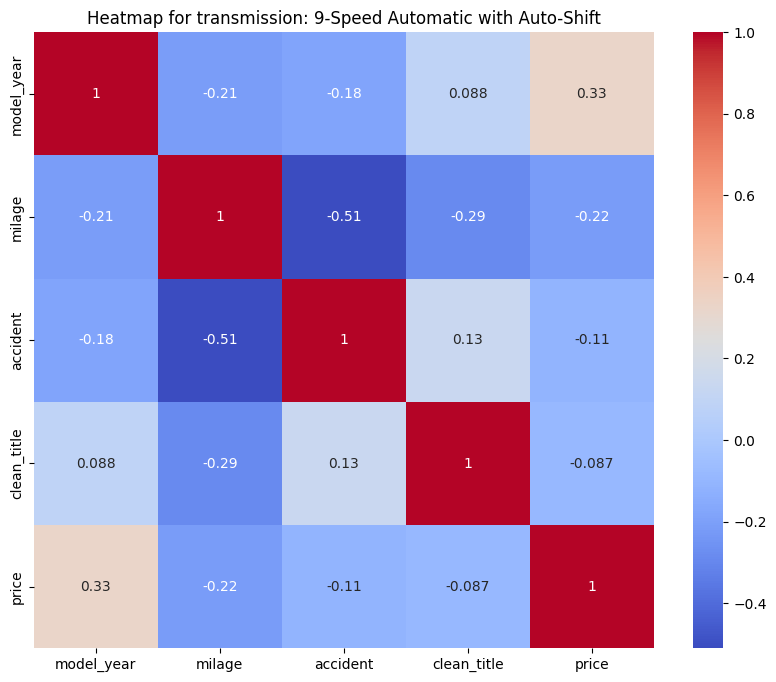 Heatmap for transmission: 9-Speed Automatic with Auto-Shift
model_year 1 -0.21 -0.18 0.088 0.33
milage -0.21 1 -0.51 -0.29 -0.22
accident -0.18 -0.51 1 0.13 -0.11
clean_title 0.088 -0.29 0.13 1 -0.087
price 0.33 -0.22 -0.11 -0.087 1
model_year milage accident clean_title price
1.0
0.8
0.6
0.4
0.2
0.0
−0.2
−0.4